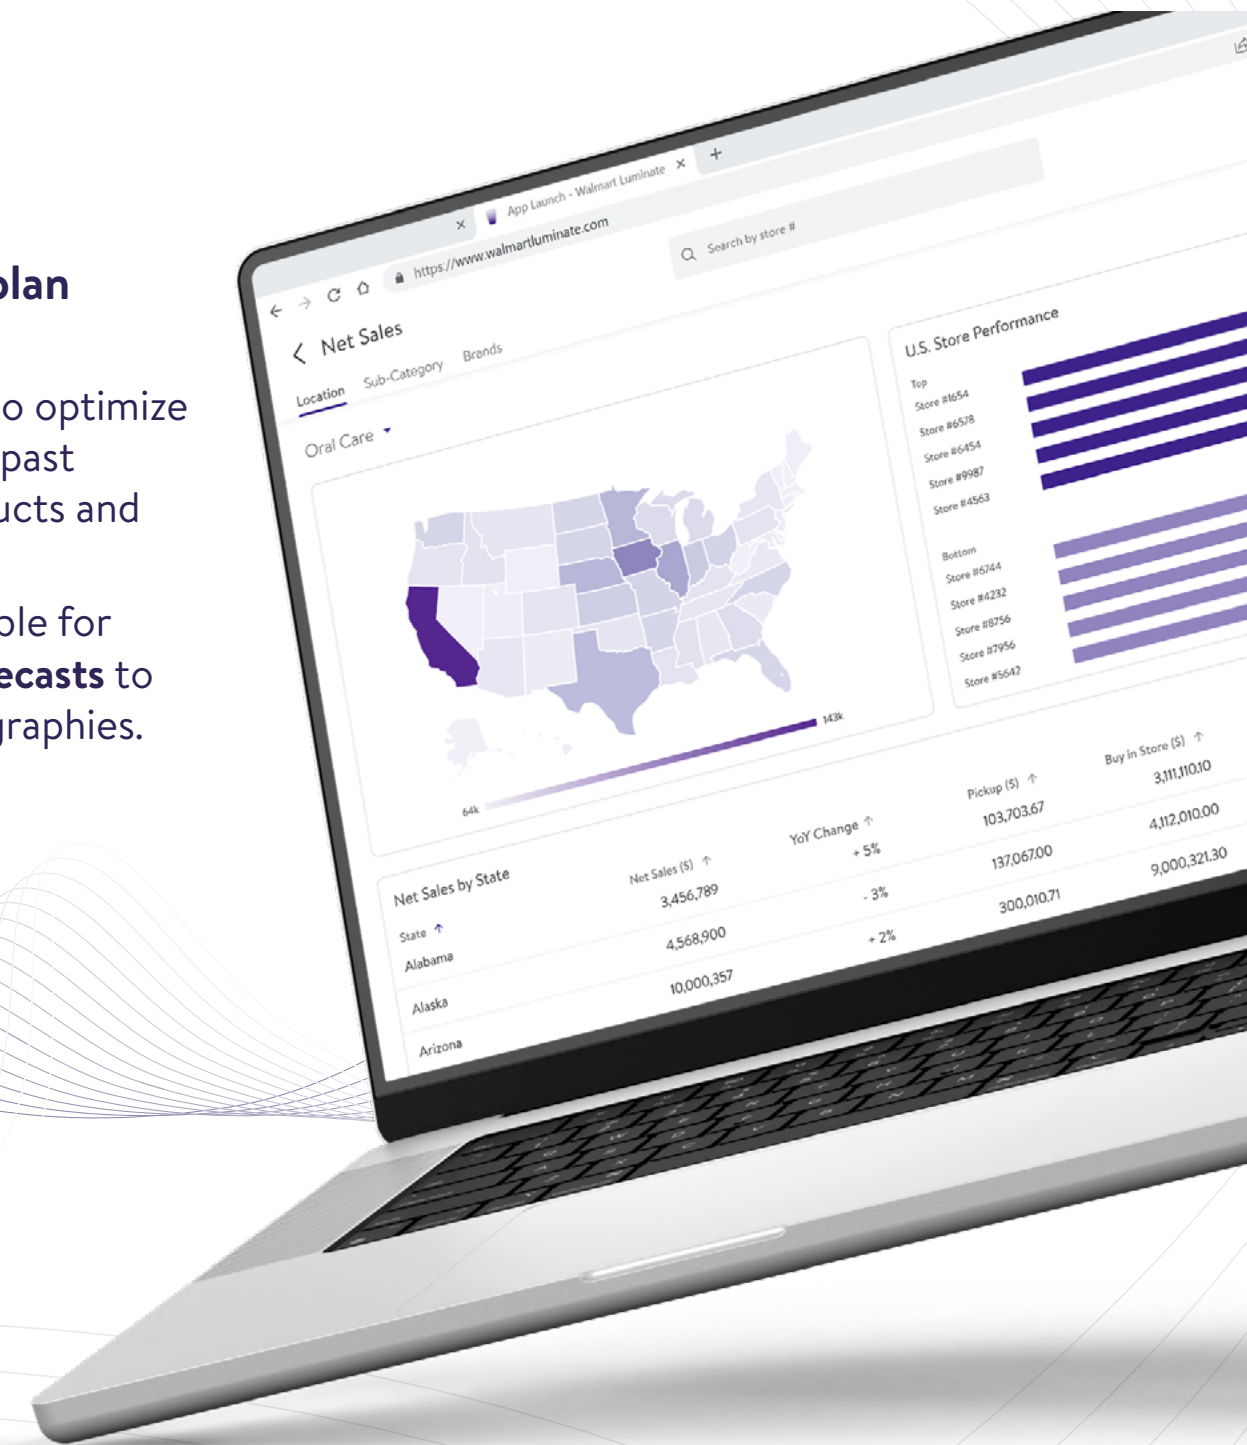 plan
o optimize
past
ucts and
ble for
ecasts to
graphies.
App Launch - Walmart Luminate
https://www.walmartluminate.com
Search by store #
Net Sales
Location Sub-Category Brands
Oral Care
64k 143k
U.S. Store Performance
Top
Store #1654
Store #6578
Store #6454
Store #9987
Store #4563
Bottom
Store #6744
Store #4232
Store #8756
Store #7956
Store #5642
Net Sales by State
State Net Sales ($) YoY Change Pickup ($) Buy in Store ($)
Alabama 3,456,789 + 5% 103,703.67 3,111,110.10
Alaska 4,568,900 - 3% 137,067.00 4,112,010.00
Arizona 10,000,357 + 2% 300,010.71 9,000,321.30